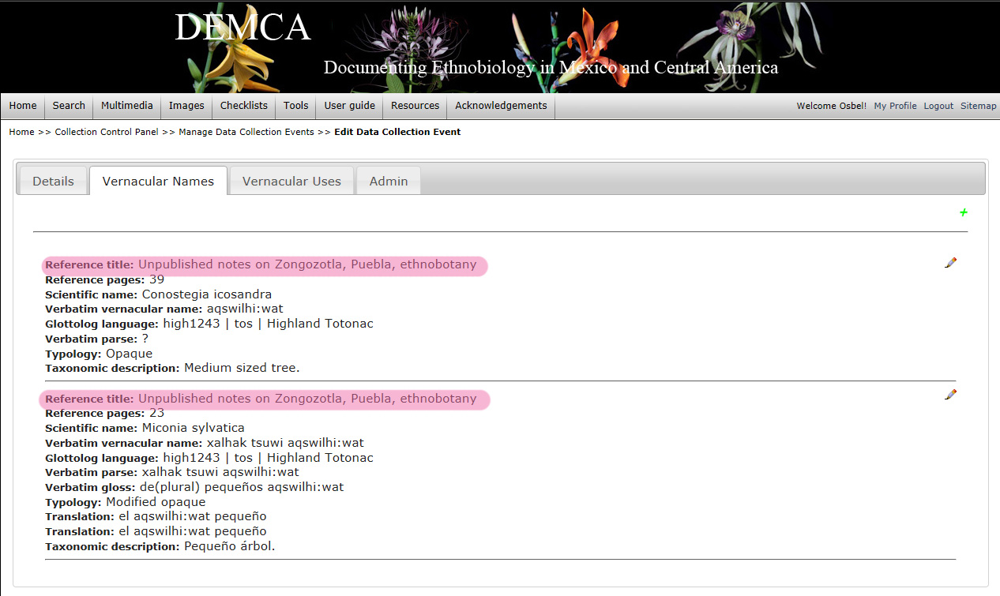 DEMCA
Documenting Ethnobiology in Mexico and Central America
Home Search Multimedia Images Checklists Tools User guide Resources Acknowledgements Welcome Osbel! My Profile Logout Sitemap
Home >> Collection Control Panel >> Manage Data Collection Events >> Edit Data Collection Event
Details Vernacular Names Vernacular Uses Admin
+
Reference title: Unpublished notes on Zongozotla, Puebla, ethnobotany
Reference pages: 39
Scientific name: Conostegia icosandra
Verbatim vernacular name: aqswilhi:wat
Glottolog language: high1243 | tos | Highland Totonac
Verbatim parse: ?
Typology: Opaque
Taxonomic description: Medium sized tree.
Reference title: Unpublished notes on Zongozotla, Puebla, ethnobotany
Reference pages: 23
Scientific name: Miconia sylvatica
Verbatim vernacular name: xalhak tsuwi aqswilhi:wat
Glottolog language: high1243 | tos | Highland Totonac
Verbatim parse: xalhak tsuwi aqswilhi:wat
Verbatim gloss: de(plural) pequeños aqswilhi:wat
Typology: Modified opaque
Translation: el aqswilhi:wat pequeño
Translation: el aqswilhi:wat pequeño
Taxonomic description: Pequeño árbol.